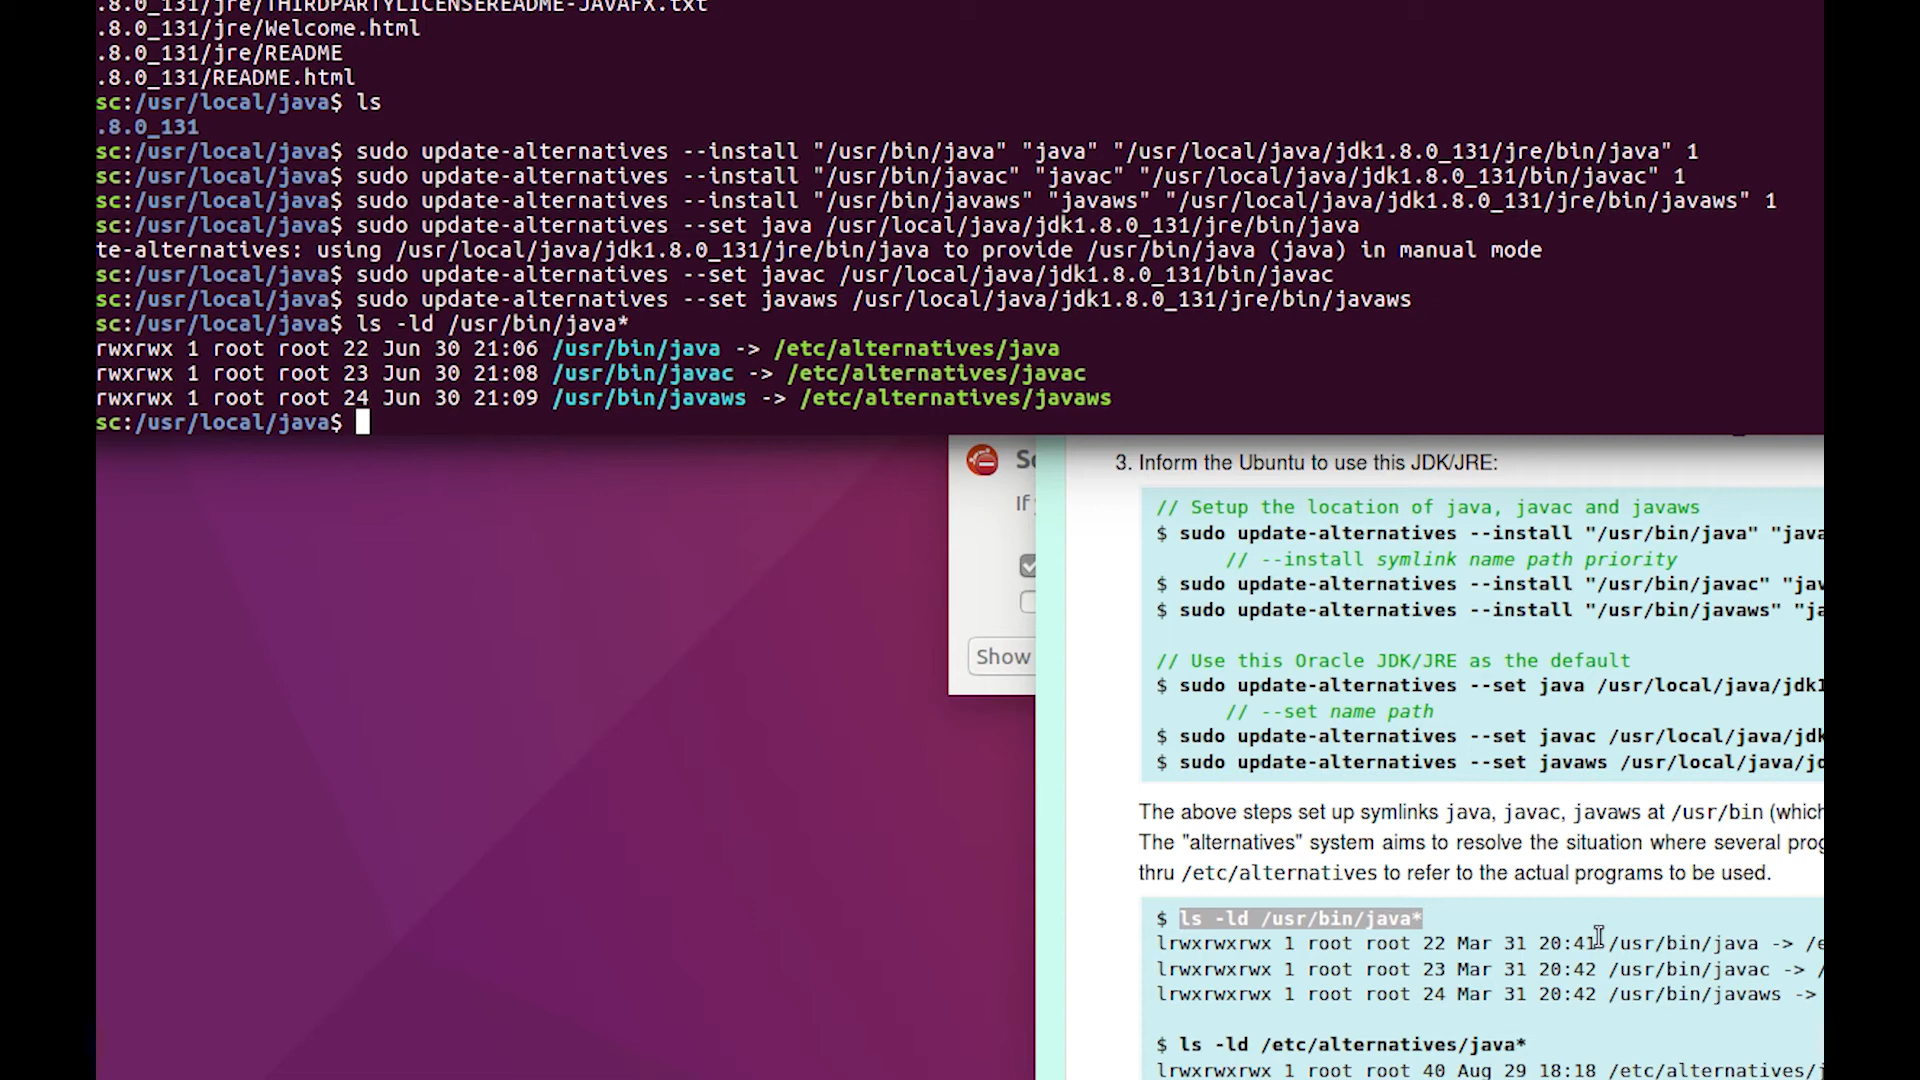 .8.0_131/jre/THIRDPARTYLICENSEREADME-JAVAFX.txt
.8.0_131/jre/Welcome.html
.8.0_131/jre/README
.8.0_131/README.html
sc:/usr/local/java$ ls
.8.0_131
sc:/usr/local/java$ sudo update-alternatives --install "/usr/bin/java" "java" "/usr/local/java/jdk1.8.0_131/jre/bin/java" 1
sc:/usr/local/java$ sudo update-alternatives --install "/usr/bin/javac" "javac" "/usr/local/java/jdk1.8.0_131/bin/javac" 1
sc:/usr/local/java$ sudo update-alternatives --install "/usr/bin/javaws" "javaws" "/usr/local/java/jdk1.8.0_131/jre/bin/javaws" 1
sc:/usr/local/java$ sudo update-alternatives --set java /usr/local/java/jdk1.8.0_131/jre/bin/java
te-alternatives: using /usr/local/java/jdk1.8.0_131/jre/bin/java to provide /usr/bin/java (java) in manual mode
sc:/usr/local/java$ sudo update-alternatives --set javac /usr/local/java/jdk1.8.0_131/bin/javac
sc:/usr/local/java$ sudo update-alternatives --set javaws /usr/local/java/jdk1.8.0_131/jre/bin/javaws
sc:/usr/local/java$ ls -ld /usr/bin/java*
rwxrwx 1 root root 22 Jun 30 21:06 /usr/bin/java -> /etc/alternatives/java
rwxrwx 1 root root 23 Jun 30 21:08 /usr/bin/javac -> /etc/alternatives/javac
rwxrwx 1 root root 24 Jun 30 21:09 /usr/bin/javaws -> /etc/alternatives/javaws
sc:/usr/local/java$
Show
3. Inform the Ubuntu to use this JDK/JRE:
// Setup the location of java, javac and javaws
$ sudo update-alternatives --install "/usr/bin/java" "java
// --install symlink name path priority
$ sudo update-alternatives --install "/usr/bin/javac" "jav
$ sudo update-alternatives --install "/usr/bin/javaws" "ja
// Use this Oracle JDK/JRE as the default
$ sudo update-alternatives --set java /usr/local/java/jdk1
// --set name path
$ sudo update-alternatives --set javac /usr/local/java/jdk
$ sudo update-alternatives --set javaws /usr/local/java/jd
The above steps set up symlinks java, javac, javaws at /usr/bin (which
The "alternatives" system aims to resolve the situation where several prog
thru /etc/alternatives to refer to the actual programs to be used.
$ ls -ld /usr/bin/java*
lrwxrwxrwx 1 root root 22 Mar 31 20:41 /usr/bin/java -> /e
lrwxrwxrwx 1 root root 23 Mar 31 20:42 /usr/bin/javac -> /
lrwxrwxrwx 1 root root 24 Mar 31 20:42 /usr/bin/javaws ->
$ ls -ld /etc/alternatives/java*
lrwxrwxrwx 1 root root 40 Aug 29 18:18 /etc/alternatives/j